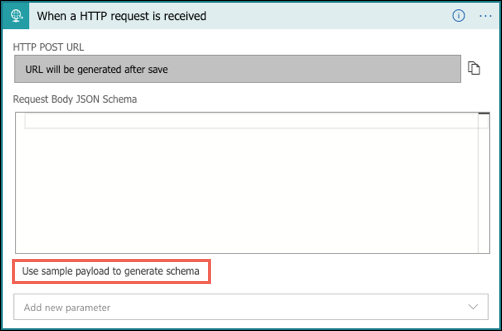 When a HTTP request is received
HTTP POST URL
URL will be generated after save
Request Body JSON Schema
Use sample payload to generate schema
Add new parameter